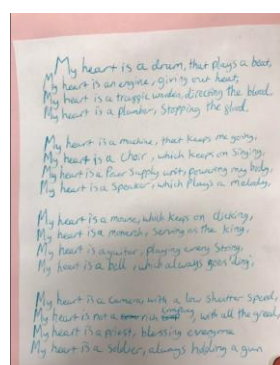 My heart is a drum, that plays a beat,
My heart is an engine, giving out heat,
My heart is a traffic warden, directing the blood
My heart is a plumber, stopping the flod.
My heart is a machine, that keeps me going,
My heart is a Choir, which keeps on singing,
My heart is a Power Supply unit, powering my body,
My heart is a Speaker, which plays a melody,
My heart is a mouse, which keeps on clicking,
My heart is a monarch, serving as the king,
My heart is a guitar, playing every string,
My heart is a bell, which always goes ding,
My heart is a camera, with a low shutter speed,
My heart is not a rich with all the greed,
My heart is a priest, blessing everyone
My heart is a soldier, always holding a gun